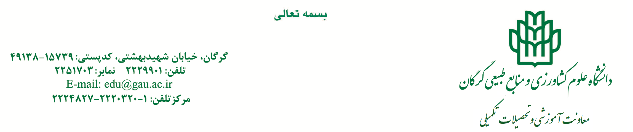 بسمه تعالی
گرگان، خیابان شهیدبهشتی، کدپستی: ۱۵۷۳۹-۴۹۱۳۸
تلفن: ۲۲۲۹۹۰۱ نمابر: ۲۲۵۱۷۰۳
E-mail: edu@gau.ac.ir
مرکزتلفن: ۱-۲۲۲۰۳۲۰-۲۲۲۴۸۲۷
دانشگاه علوم کشاورزی و منابع طبیعی گرگان
معاونت آموزشی و تحصیلات تکمیلی